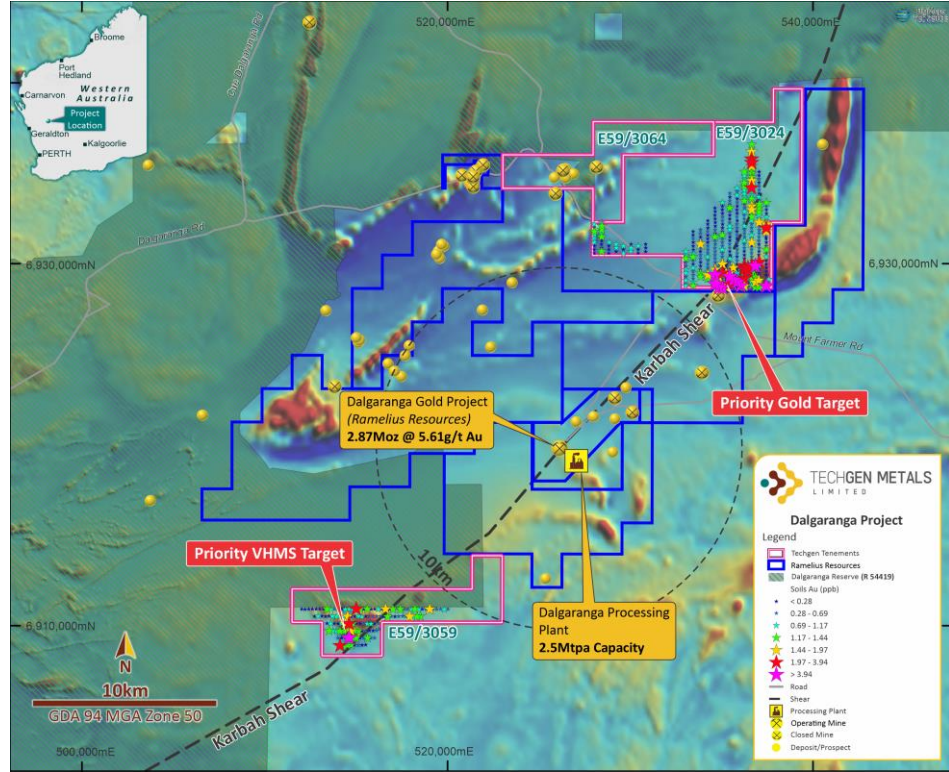 520,000mE
540,000mE
Broome
Port
Hedland
Western
Australia
Carnarvon
Project
Location
Geraldton
Kalgoorlie
PERTH
Dalgaranga Rd
E59/3064
E59/3024
6,930,000mN
6,930,000mN
Karbah Shear
Mount Farmer Rd
Priority Gold Target
Dalgaranga Gold Project
(Ramelius Resources)
2.87Moz @ 5.61g/t Au
Priority VHMS Target
10km
E59/3059
Dalgaranga Processing
Plant
2.5Mtpa Capacity
6,910,000mN
N
10km
GDA 94 MGA Zone 50
Karbah Shear
500,000mE
520,000mE
TECHGEN METALS
LIMITED
Dalgaranga Project
Legend
Techgen Tenements
Ramelius Resources
Dalgaranga Reserve (R 54419)
Soils Au (ppb)
< 0.28
0.28 - 0.69
0.69 - 1.17
1.17 - 1.44
1.44 - 1.97
1.97 - 3.94
> 3.94
Road
Shear
Processing Plant
Operating Mine
Closed Mine
Deposit/Prospect